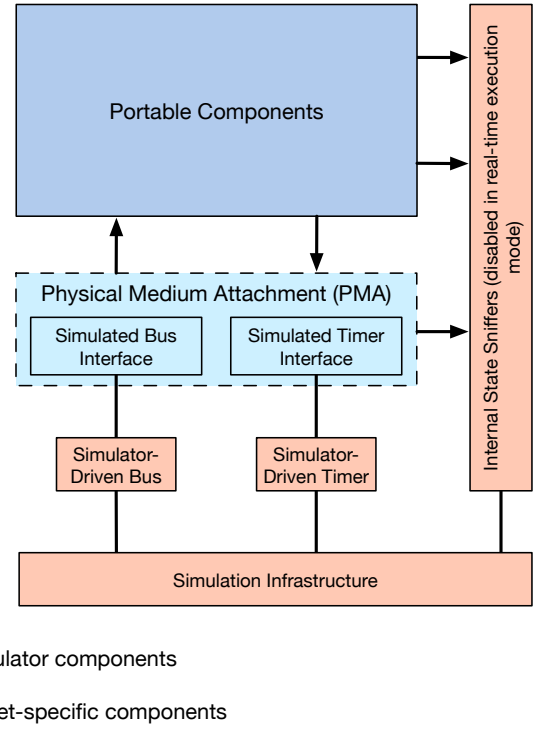 Portable Components
Internal State Sniffers (disabled in real-time execution
mode)
Physical Medium Attachment (PMA)
Simulated Bus
Interface
Simulated Timer
Interface
Simulator-
Driven Bus
Simulator-
Driven Timer
Simulation Infrastructure
ulator components
et-specific components